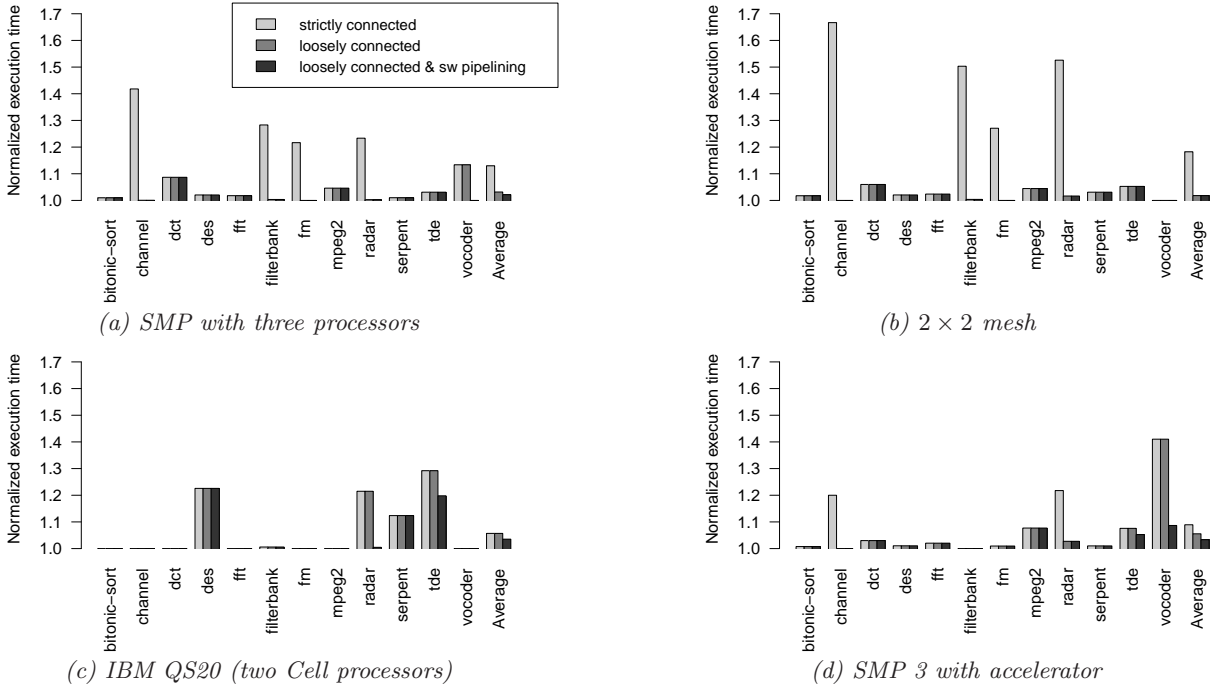 Normalized execution time
1.7
1.6
1.5
1.4
1.3
1.2
1.1
1.0
strictly connected
loosely connected
loosely connected & sw pipelining
bitonic−sort
channel
dct
des
fft
filterbank
fm
mpeg2
radar
serpent
tde
vocoder
Average
(a) SMP with three processors
Normalized execution time
1.7
1.6
1.5
1.4
1.3
1.2
1.1
1.0
bitonic−sort
channel
dct
des
fft
filterbank
fm
mpeg2
radar
serpent
tde
vocoder
Average
(b) 2 × 2 mesh
Normalized execution time
1.7
1.6
1.5
1.4
1.3
1.2
1.1
1.0
bitonic−sort
channel
dct
des
fft
filterbank
fm
mpeg2
radar
serpent
tde
vocoder
Average
(c) IBM QS20 (two Cell processors)
Normalized execution time
1.7
1.6
1.5
1.4
1.3
1.2
1.1
1.0
bitonic−sort
channel
dct
des
fft
filterbank
fm
mpeg2
radar
serpent
tde
vocoder
Average
(d) SMP 3 with accelerator